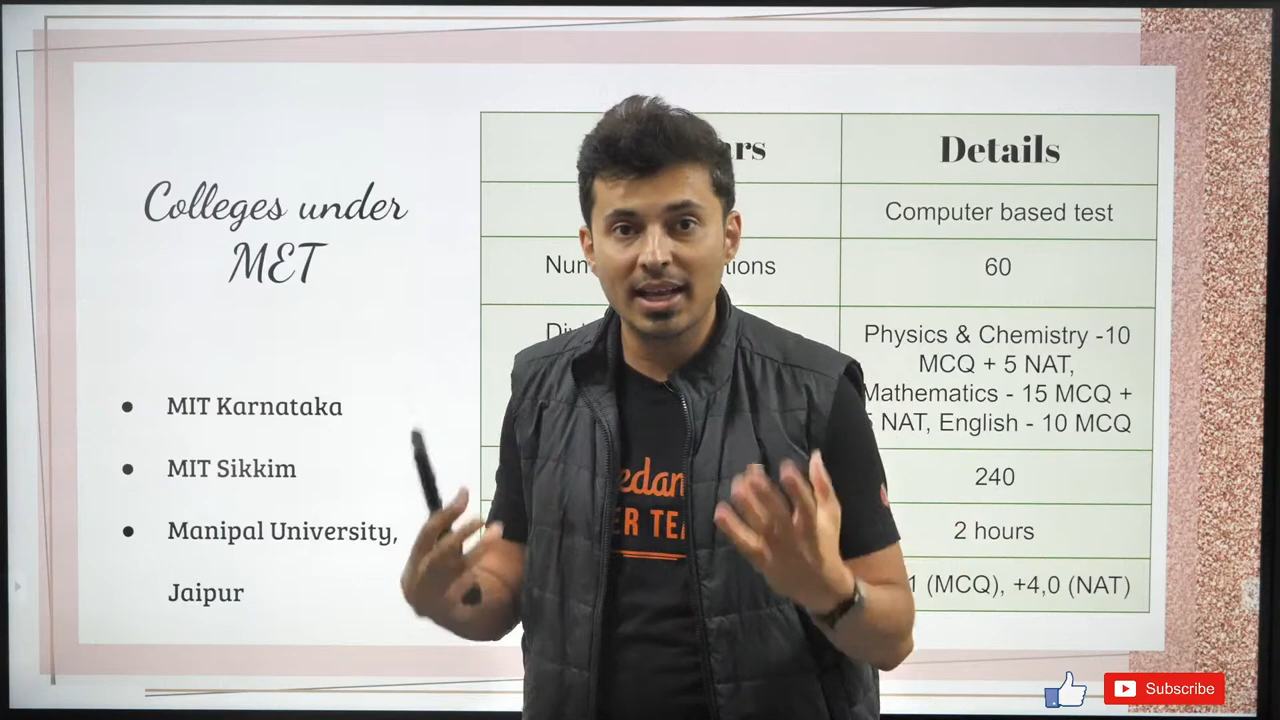 Colleges under
MET
MIT Karnataka
MIT Sikkim
Manipal University,
Jaipur
Details
Computer based test
60
Physics & Chemistry -10
MCQ + 5 NAT,
Mathematics - 15 MCQ +
NAT, English - 10 MCQ
240
2 hours
1 (MCQ), +4,0 (NAT)
Subscribe